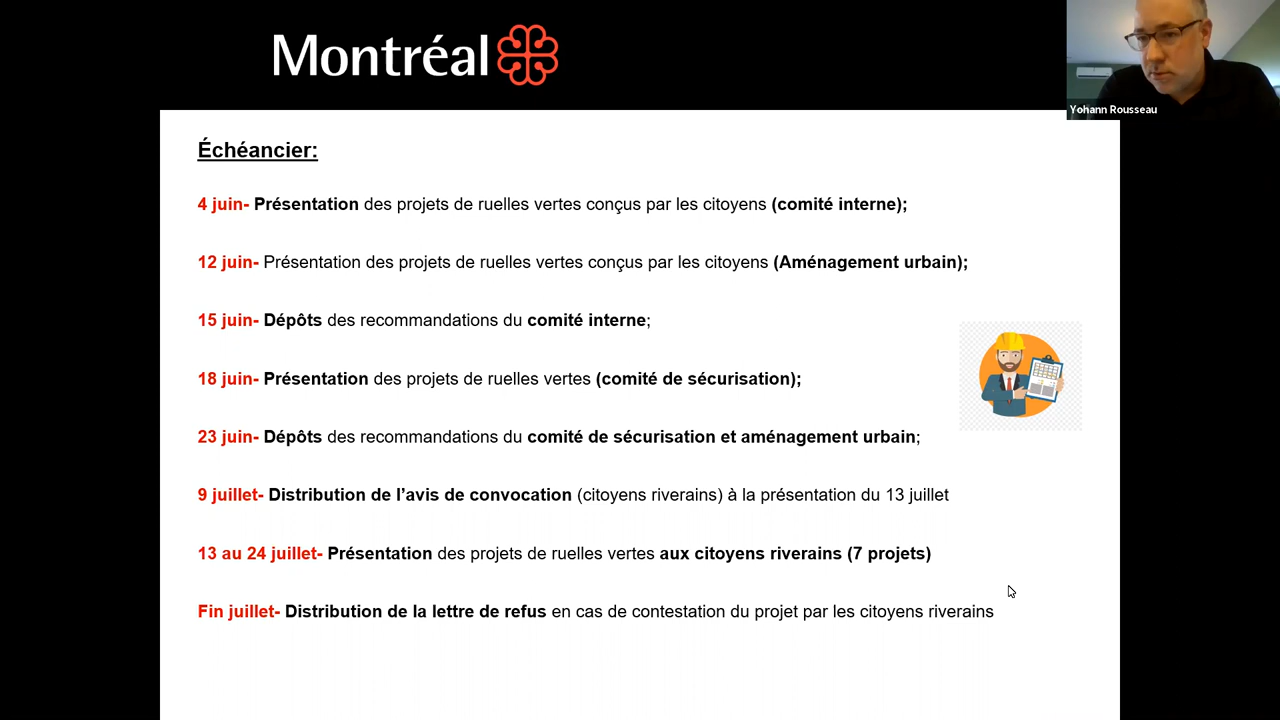 Montréal
Yohann Rousseau
Échéancier:
4 juin- Présentation des projets de ruelles vertes conçus par les citoyens (comité interne);
12 juin- Présentation des projets de ruelles vertes conçus par les citoyens (Aménagement urbain);
15 juin- Dépôts des recommandations du comité interne;
18 juin- Présentation des projets de ruelles vertes (comité de sécurisation);
23 juin- Dépôts des recommandations du comité de sécurisation et aménagement urbain;
9 juillet- Distribution de l’avis de convocation (citoyens riverains) à la présentation du 13 juillet
13 au 24 juillet- Présentation des projets de ruelles vertes aux citoyens riverains (7 projets)
Fin juillet- Distribution de la lettre de refus en cas de contestation du projet par les citoyens riverains